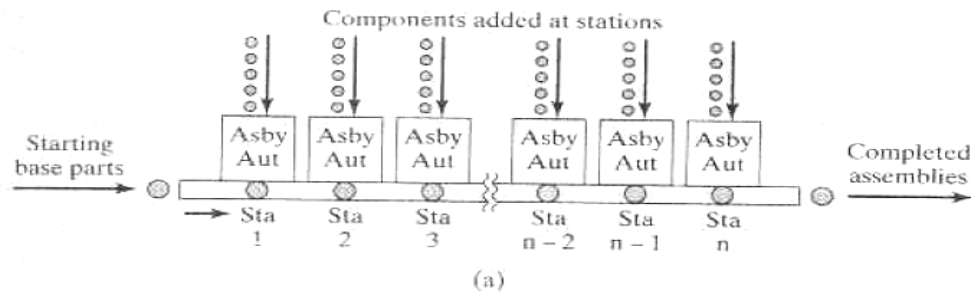 Components added at stations
Asby Asby Asby Asby Asby Asby
Aut Aut Aut Aut Aut Aut
Starting
base parts
Completed
assemblies
Sta Sta Sta Sta Sta Sta
1 2 3 n – 2 n – 1 n
(a)